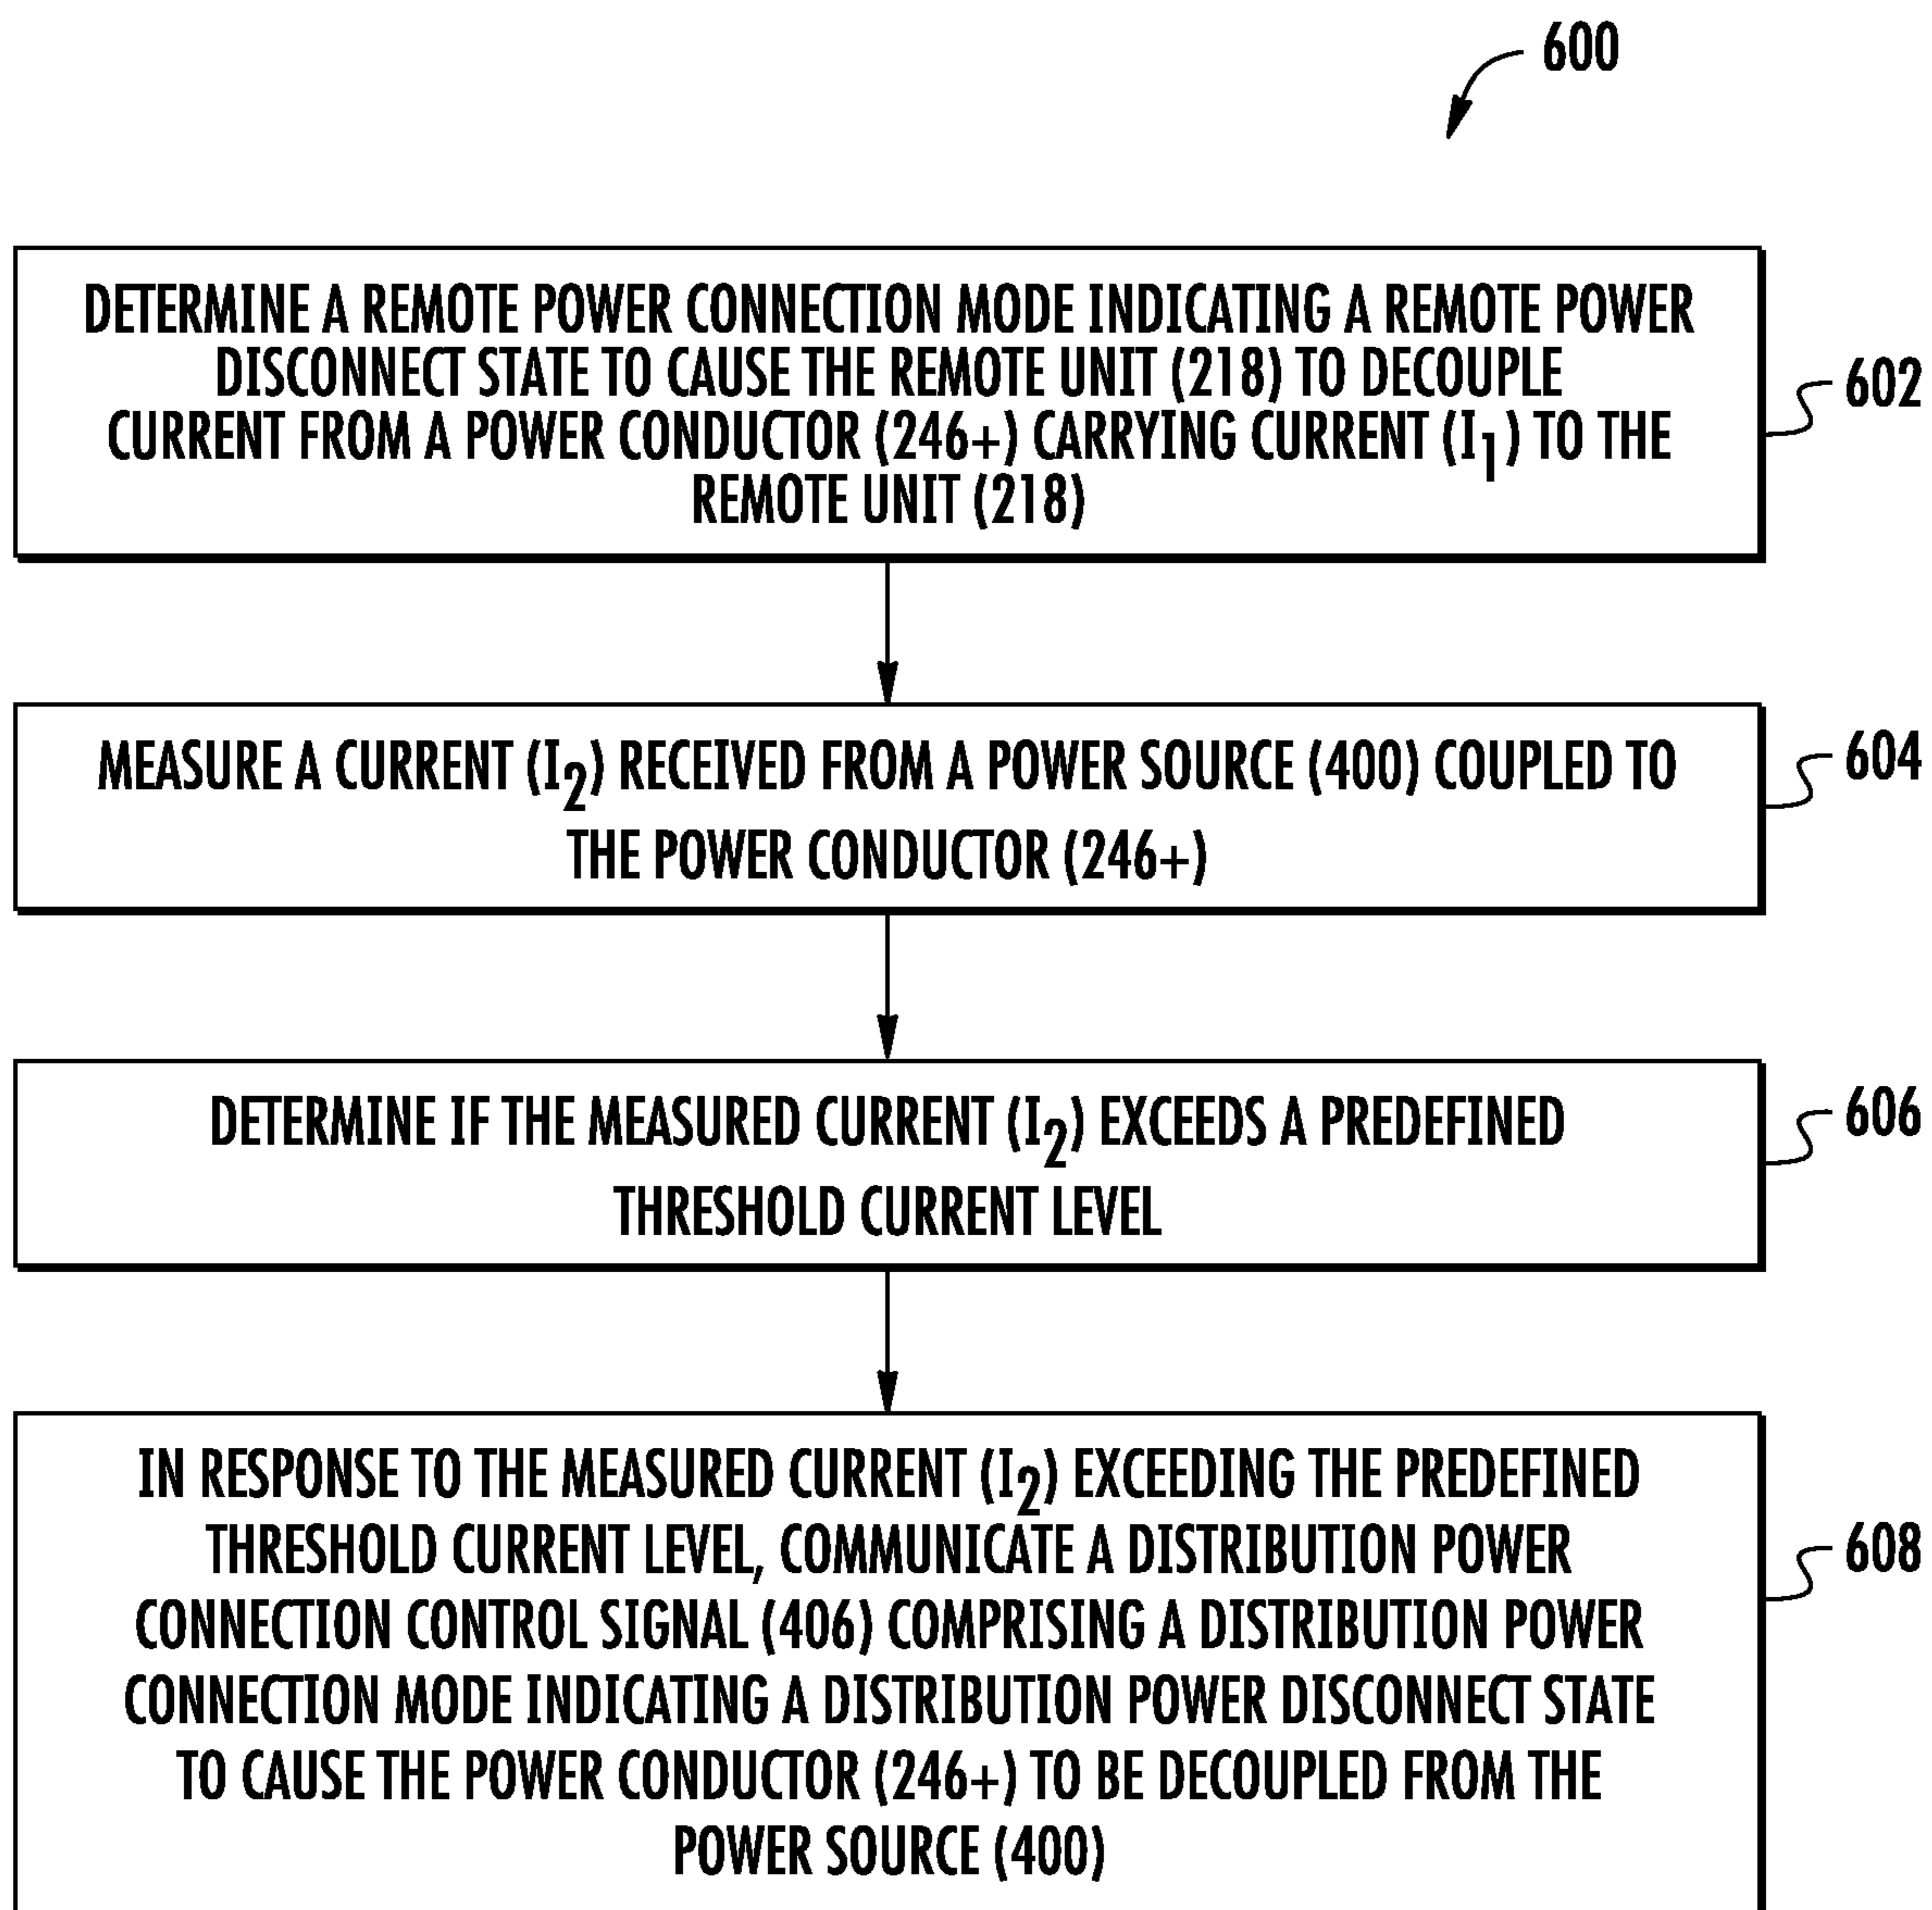 600
DETERMINE A REMOTE POWER CONNECTION MODE INDICATING A REMOTE POWER
DISCONNECT STATE TO CAUSE THE REMOTE UNIT (218) TO DECOUPLE
CURRENT FROM A POWER CONDUCTOR (246+) CARRYING CURRENT (I1) TO THE
REMOTE UNIT (218)
602
MEASURE A CURRENT (I2) RECEIVED FROM A POWER SOURCE (400) COUPLED TO
THE POWER CONDUCTOR (246+)
604
DETERMINE IF THE MEASURED CURRENT (I2) EXCEEDS A PREDEFINED
THRESHOLD CURRENT LEVEL
606
IN RESPONSE TO THE MEASURED CURRENT (I2) EXCEEDING THE PREDEFINED
THRESHOLD CURRENT LEVEL, COMMUNICATE A DISTRIBUTION POWER
CONNECTION CONTROL SIGNAL (406) COMPRISING A DISTRIBUTION POWER
CONNECTION MODE INDICATING A DISTRIBUTION POWER DISCONNECT STATE
TO CAUSE THE POWER CONDUCTOR (246+) TO BE DECOUPLED FROM THE
POWER SOURCE (400)
608